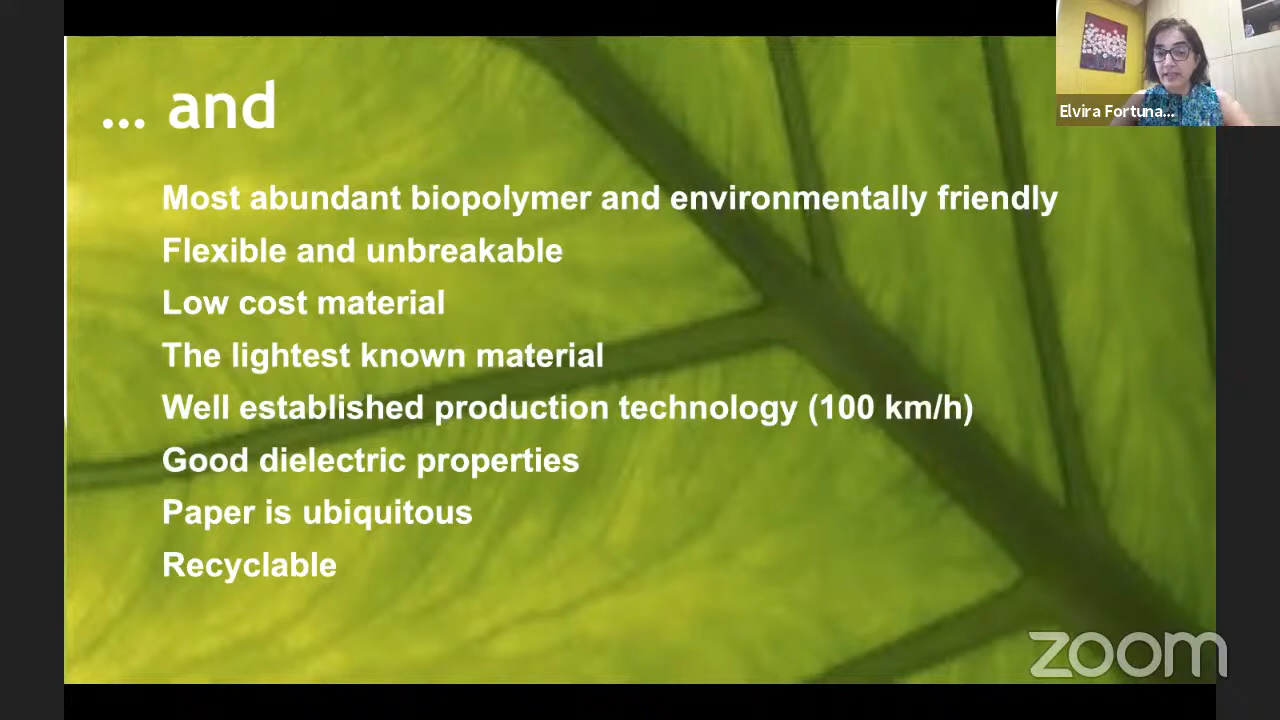 ... and
Elvira Fortuna...
Most abundant biopolymer and environmentally friendly
Flexible and unbreakable
Low cost material
The lightest known material
Well established production technology (100 km/h)
Good dielectric properties
Paper is ubiquitous
Recyclable
zoom